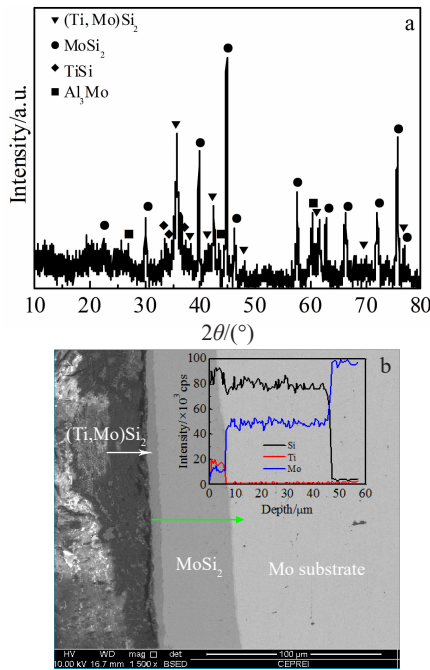 a
(Ti, Mo)Si2
MoSi2
TiSi
Al3Mo
Intensity/a.u.
10 20 30 40 50 60 70 80
2θ/(°)
b
100
80
60
40
20
0
Intensity/×10³ cps
Si
Ti
Mo
0 10 20 30 40 50 60
Depth/μm
(Ti,Mo)Si2
MoSi2
Mo substrate
HV WD mag det 100 μm
10.00 kV 16.7 mm 1 500 x BSED CEPREI